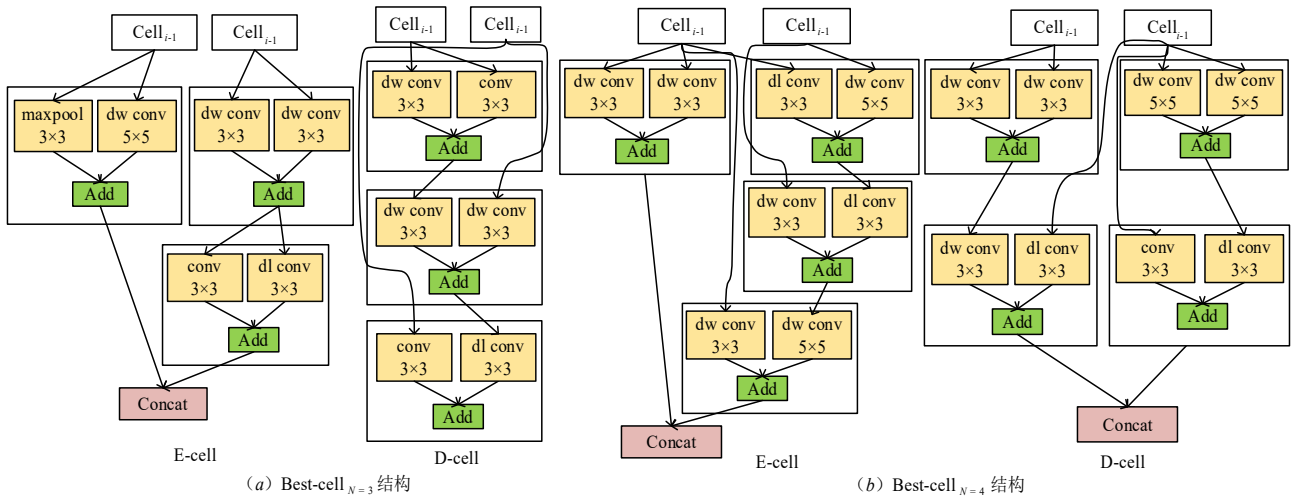 Cell i-1
Cell i-1
maxpool
3×3
dw conv
5×5
Add
dw conv
3×3
dw conv
3×3
Add
conv
3×3
dl conv
3×3
Add
Concat
E-cell
Cell i-1
Cell i-1
dw conv
3×3
conv
3×3
Add
dw conv
3×3
dw conv
3×3
Add
conv
3×3
dl conv
3×3
Add
D-cell
(a) Best-cell N = 3 结构
Cell i-1
Cell i-1
dw conv
3×3
dw conv
3×3
Add
dl conv
3×3
dw conv
5×5
Add
dw conv
3×3
dl conv
3×3
Add
dw conv
3×3
dw conv
5×5
Add
Concat
E-cell
Cell i-1
Cell i-1
dw conv
3×3
dw conv
3×3
Add
dw conv
5×5
dw conv
5×5
Add
dw conv
3×3
dl conv
3×3
Add
conv
3×3
dl conv
3×3
Add
Concat
D-cell
(b) Best-cell N = 4 结构